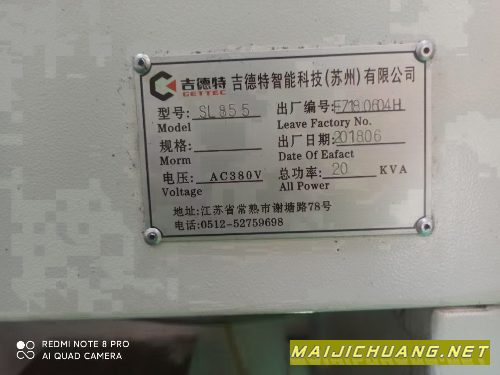 吉德特 吉德特智能科技(苏州)有限公司
GETTEC
型号: SL855 出厂编号: EZ180604H
Model Leave Factory No.
规格: 出厂日期: 201806
Morm Date Of Eafact
电压: AC380V 总功率: 20 KVA
Voltage All Power
地址:江苏省常熟市谢塘路78号
电话:0512-52759698
REDMI NOTE 8 PRO
AI QUAD CAMERA
MAIJICHUANG.NET